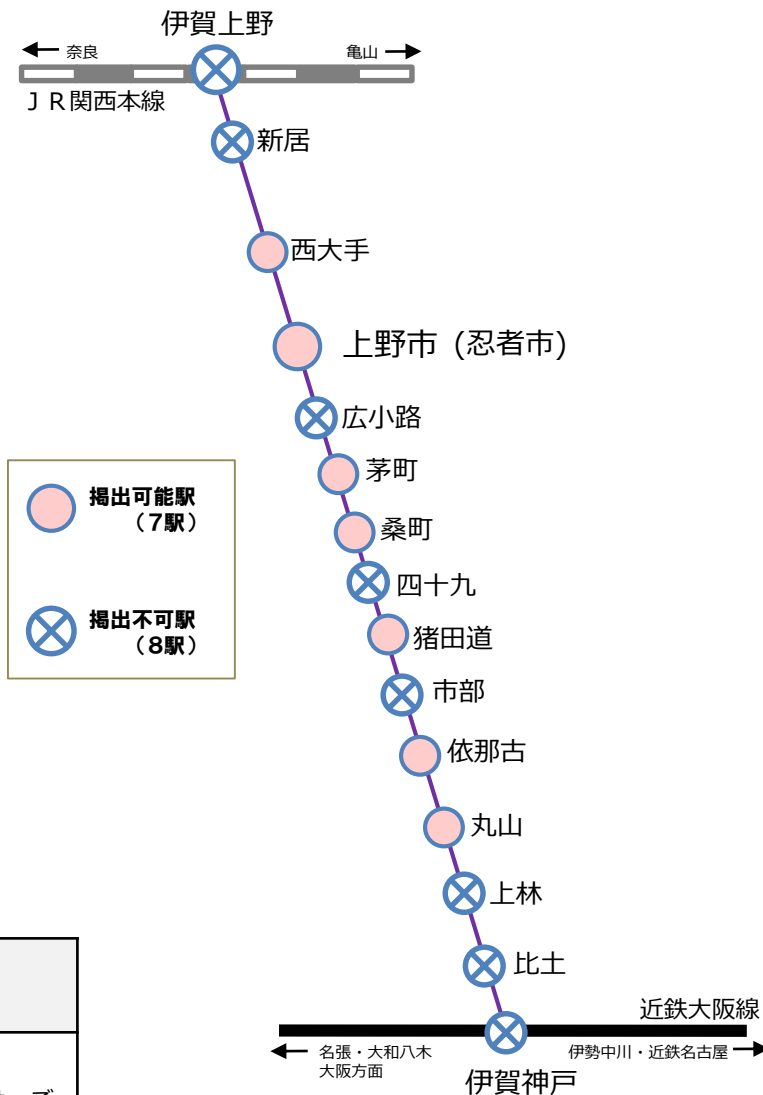 伊賀上野
奈良
亀山
ＪＲ関西本線
新居
西大手
上野市 (忍者市)
広小路
茅町
桑町
四十九
猪田道
市部
依那古
丸山
上林
比土
掲出可能駅
（7駅）
掲出不可駅
（8駅）
近鉄大阪線
名張・大和八木
大阪方面
伊勢中川・近鉄名古屋
伊賀神戸